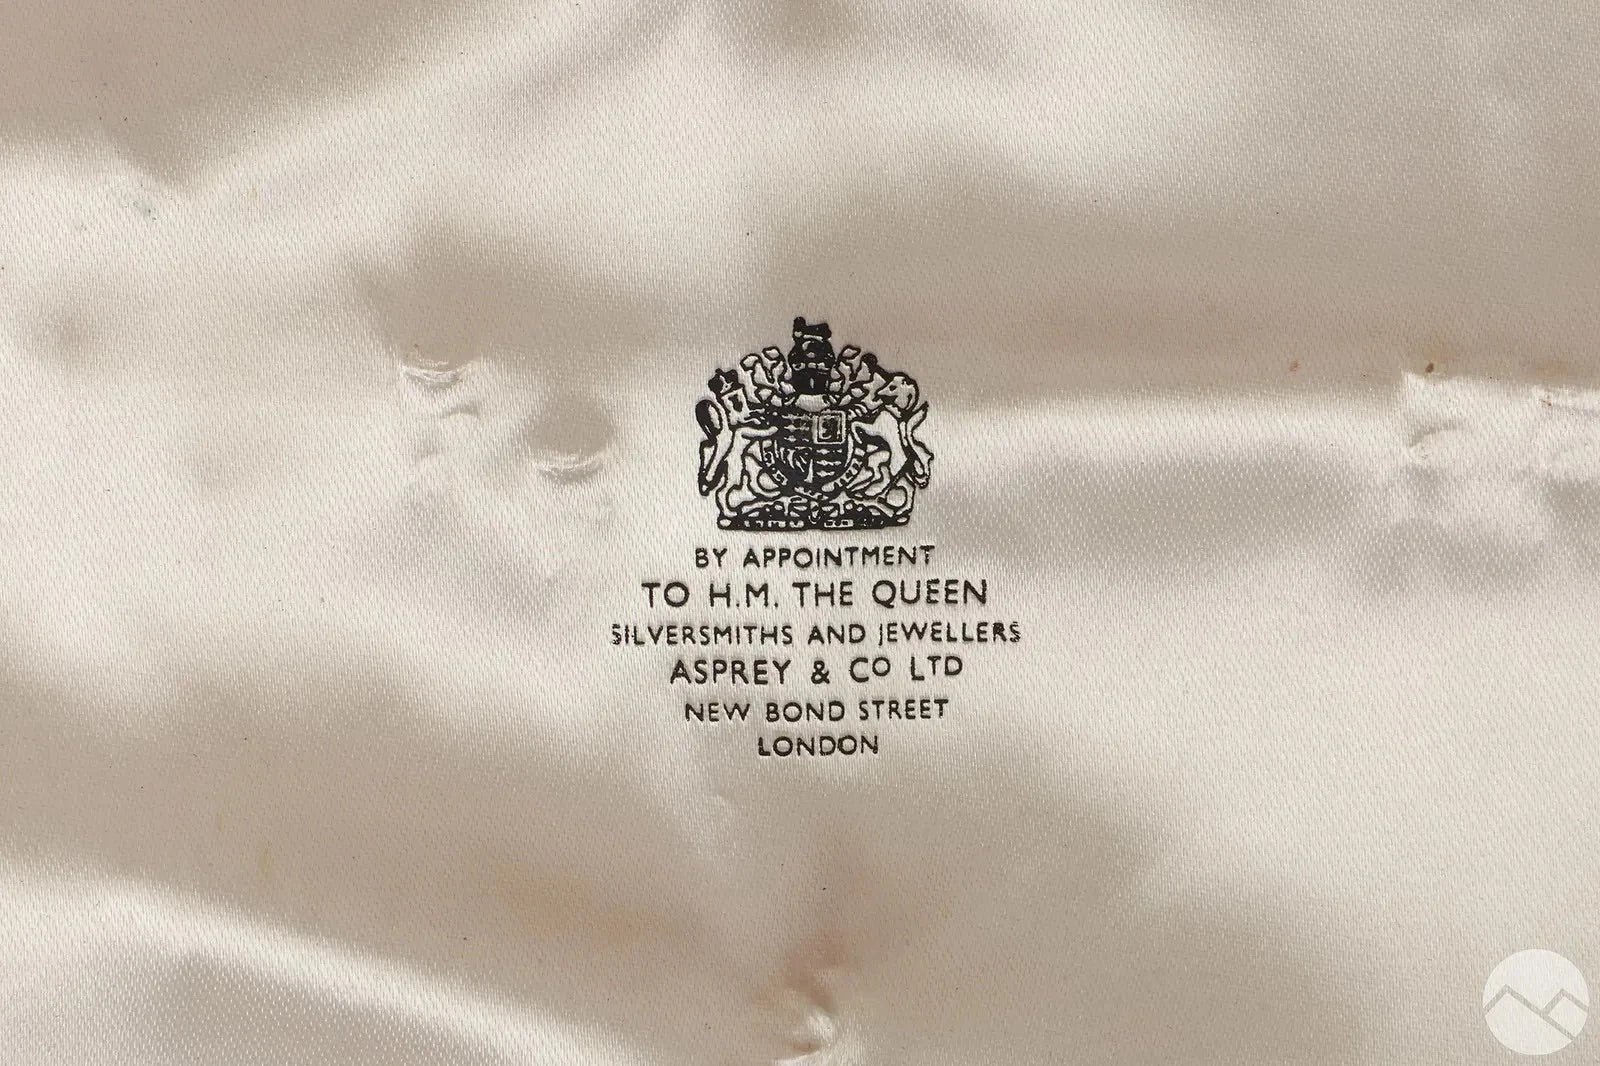 BY APPOINTMENT
TO H.M. THE QUEEN
SILVERSMITHS AND JEWELLERS
ASPREY & CO LTD
NEW BOND STREET
LONDON